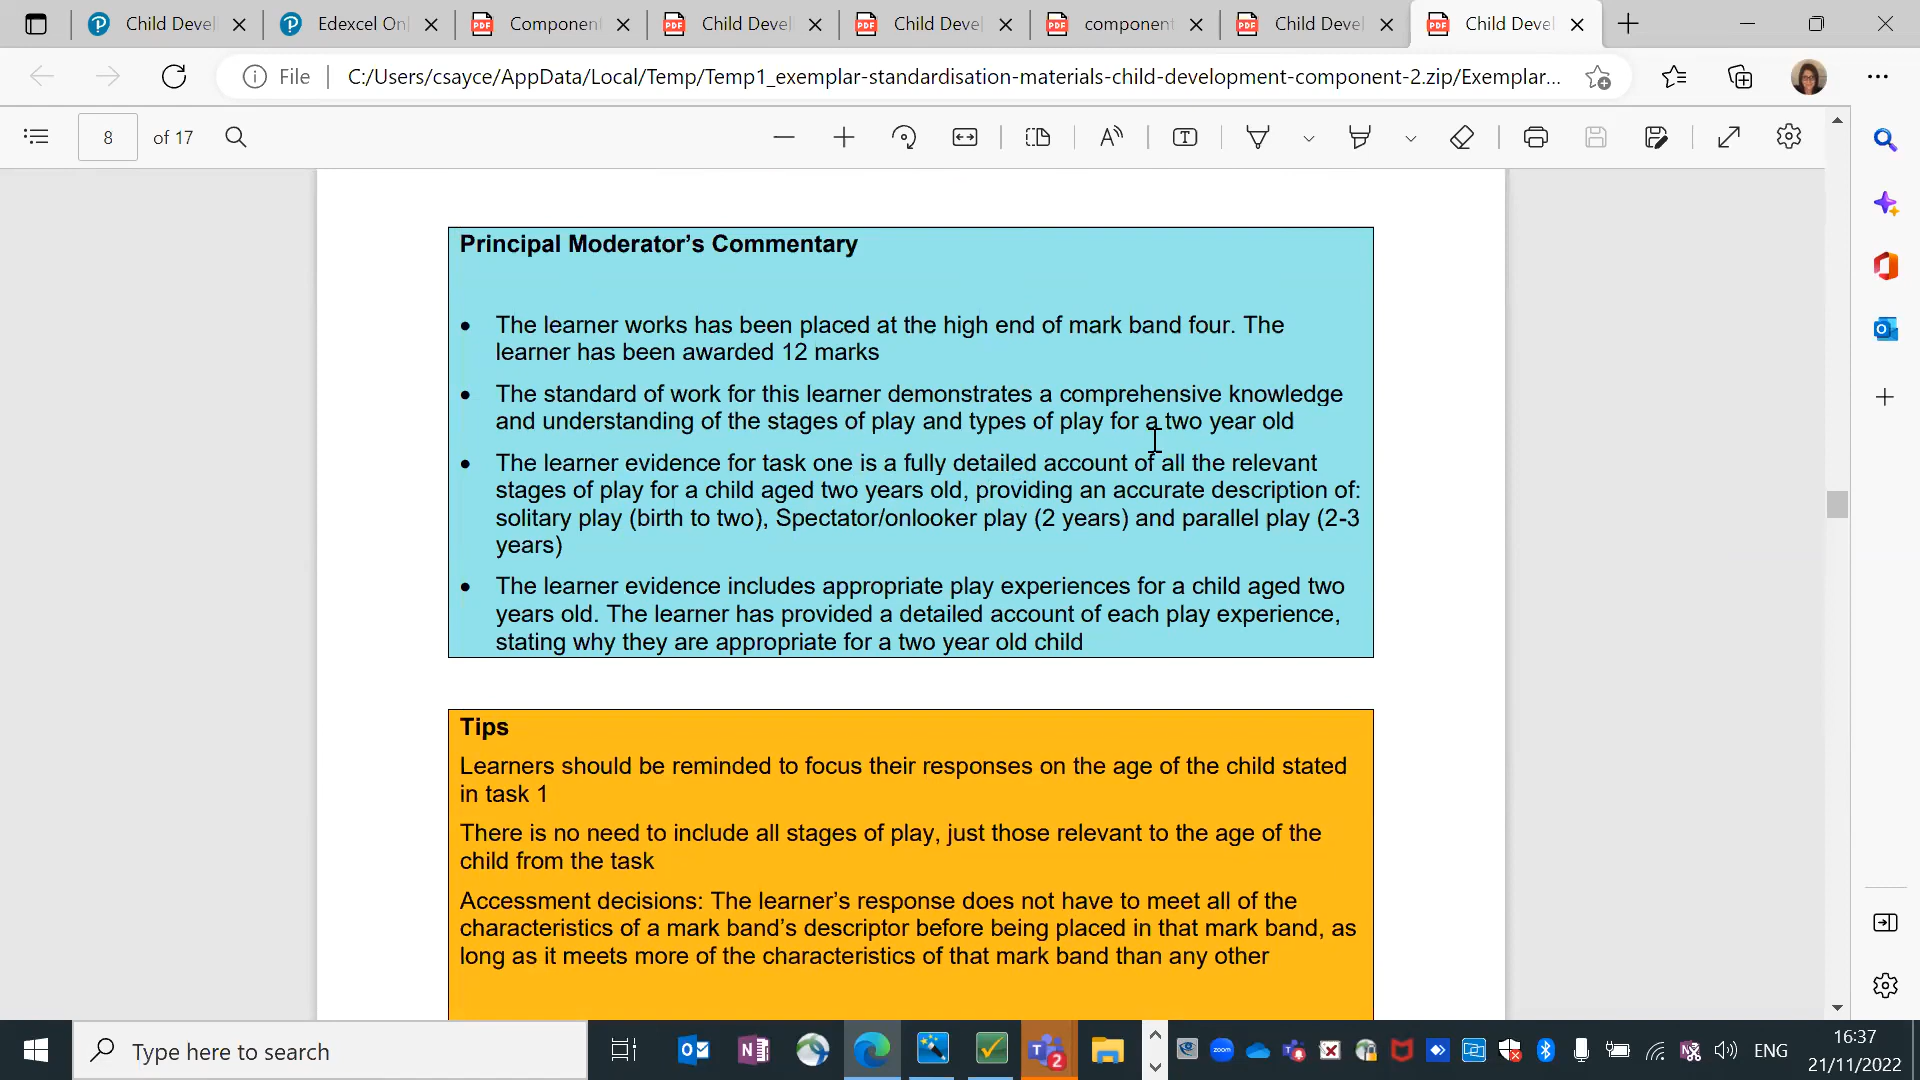 Child Devel
Edexcel On
Component
Child Devel
Child Devel
component
Child Devel
Child Devel
File
C:/Users/csayce/AppData/Local/Temp/Temp1_exemplar-standardisation-materials-child-development-component-2.zip/Exemplar...
8
of 17
Principal Moderator's Commentary
• The learner works has been placed at the high end of mark band four. The
learner has been awarded 12 marks
• The standard of work for this learner demonstrates a comprehensive knowledge
and understanding of the stages of play and types of play for a two year old
• The learner evidence for task one is a fully detailed account of all the relevant
stages of play for a child aged two years old, providing an accurate description of:
solitary play (birth to two), Spectator/onlooker play (2 years) and parallel play (2-3
years)
• The learner evidence includes appropriate play experiences for a child aged two
years old. The learner has provided a detailed account of each play experience,
stating why they are appropriate for a two year old child
Tips
Learners should be reminded to focus their responses on the age of the child stated
in task 1
There is no need to include all stages of play, just those relevant to the age of the
child from the task
Accessment decisions: The learner's response does not have to meet all of the
characteristics of a mark band's descriptor before being placed in that mark band, as
long as it meets more of the characteristics of that mark band than any other
Type here to search
2
zoom
ENG
16:37
21/11/2022